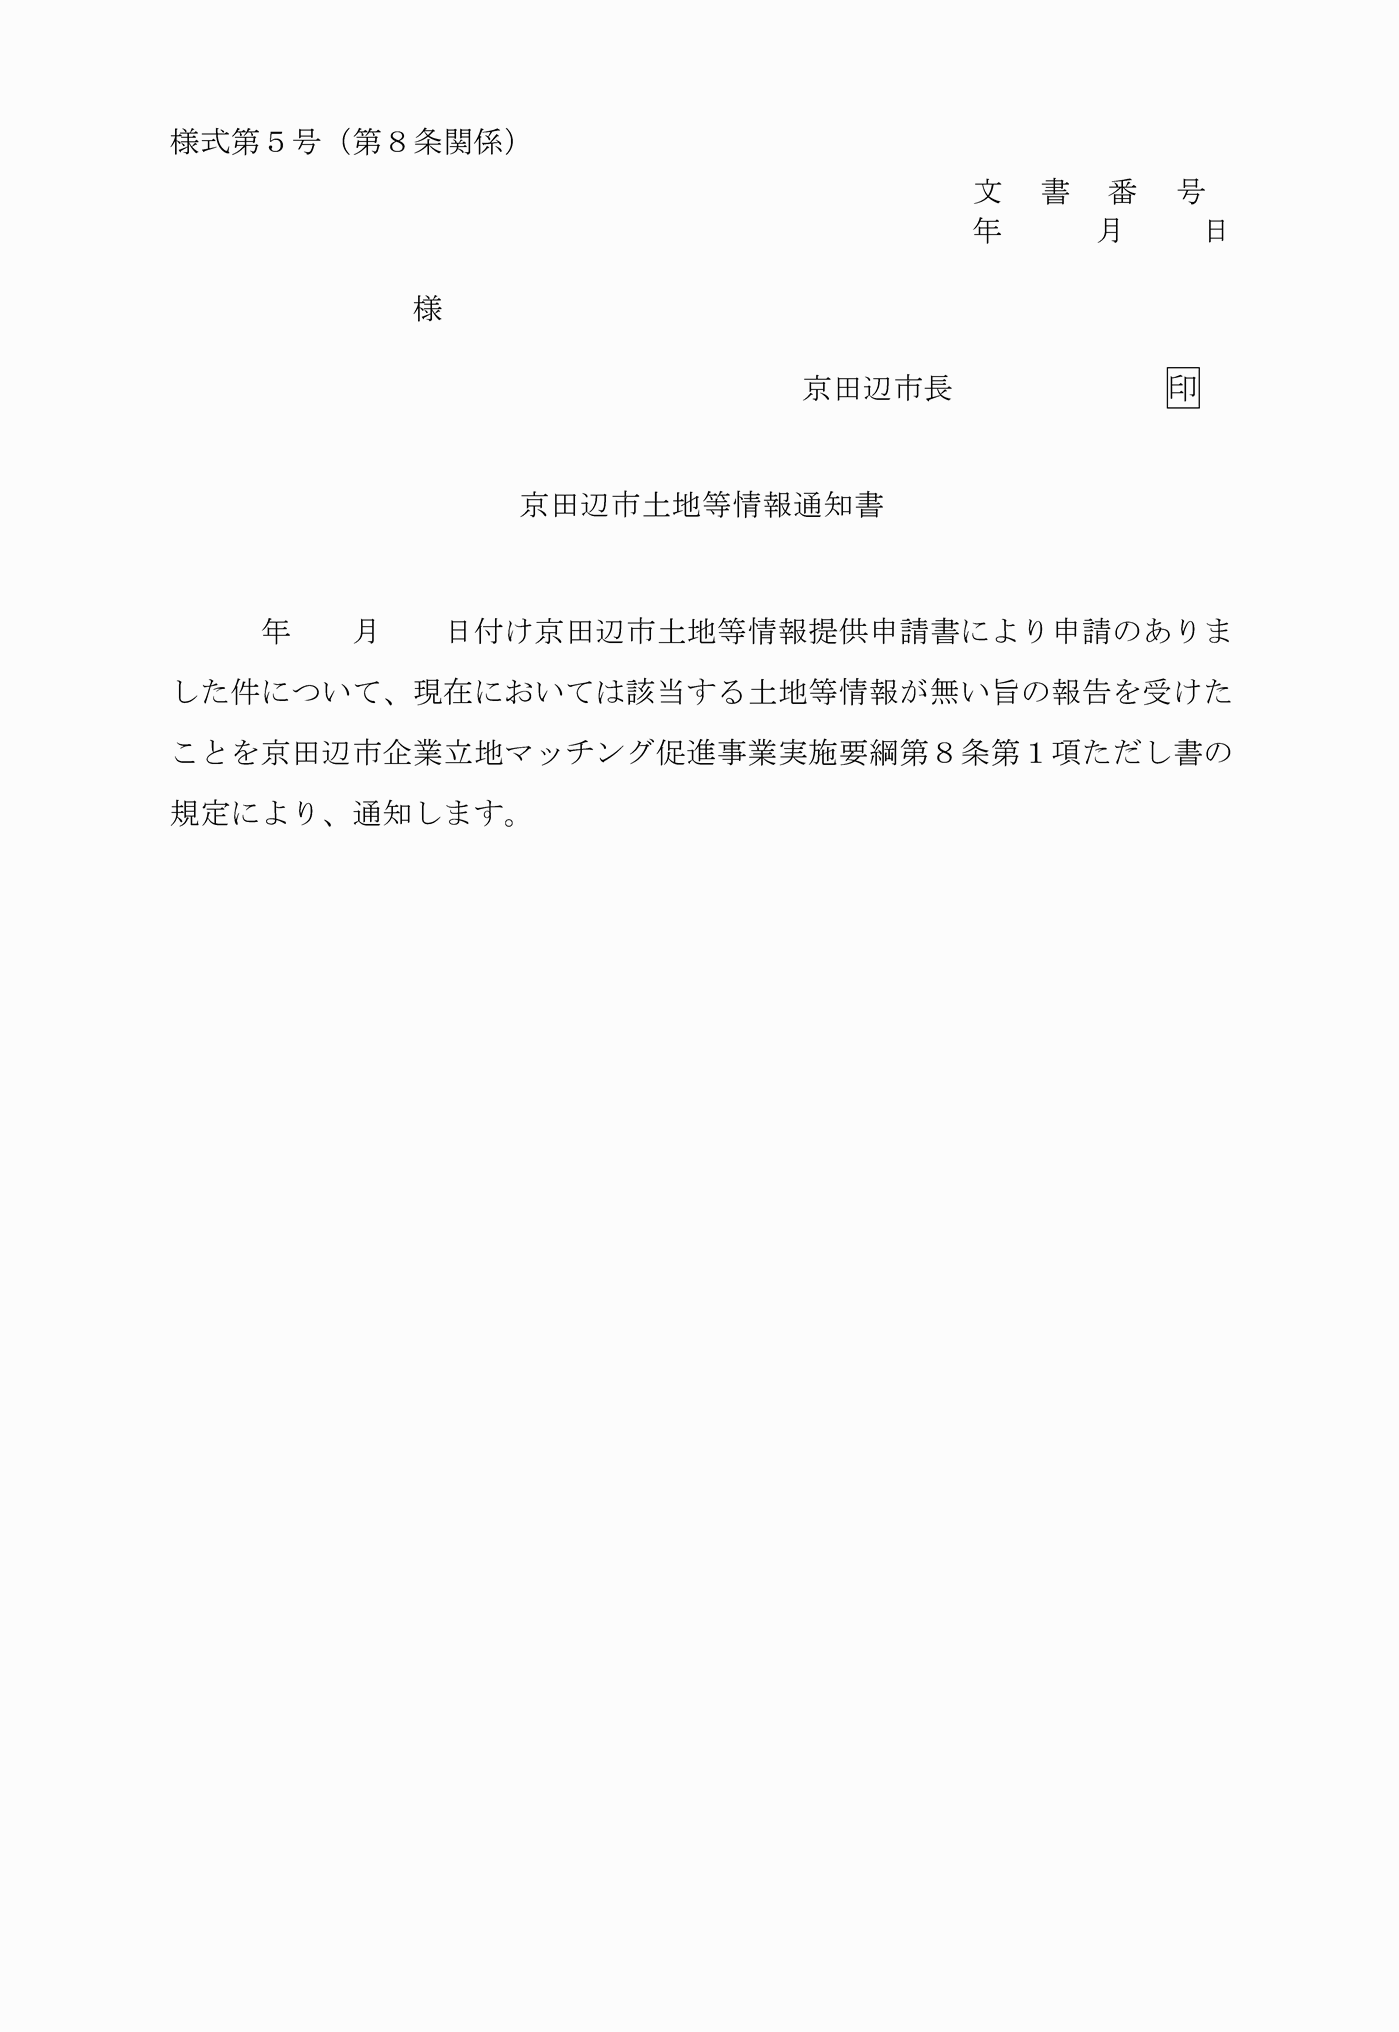 様式第５号（第８条関係）
文　書　番　号
年　　　月　　　日
様
京田辺市長　　　　　　　印
京田辺市土地等情報通知書
年　　月　　日付け京田辺市土地等情報提供申請書により申請のありま
した件について、現在においては該当する土地等情報が無い旨の報告を受けた
ことを京田辺市企業立地マッチング促進事業実施要綱第８条第１項ただし書の
規定により、通知します。